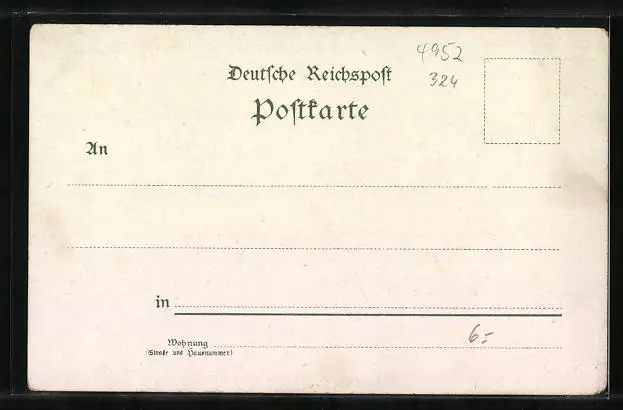 4952
Deutsche Reichspost
324
Postkarte
An
in
6.-
Wohnung
(Straße und Hausnummer)